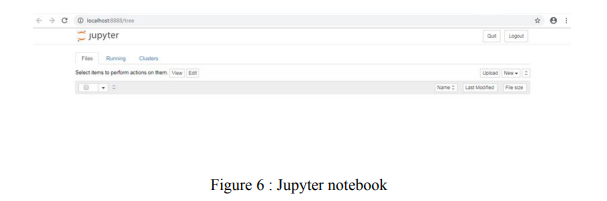 localhost:8888/tree
jupyter
Quit Logout
Files Running Clusters
Select items to perform actions on them. View Edit
Upload New
Name Last Modified File size
Figure 6 : Jupyter notebook